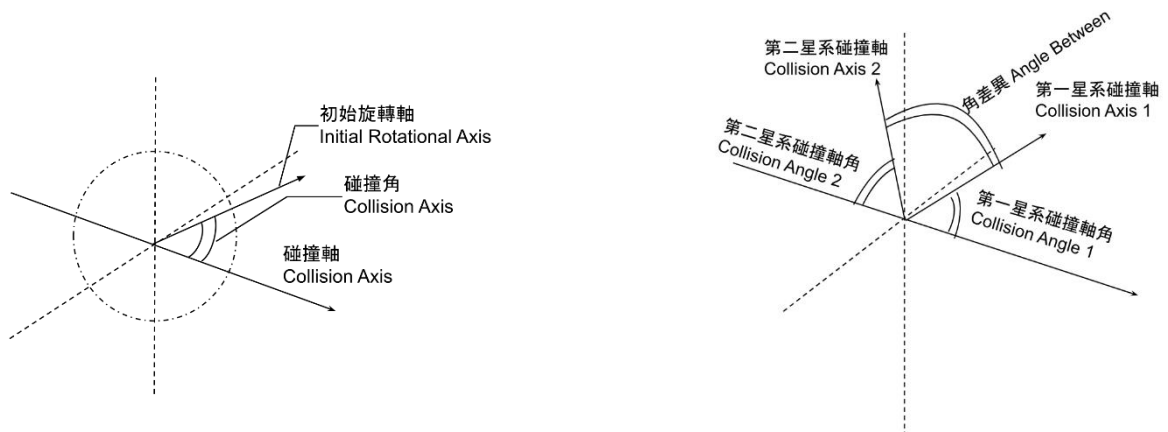 初始旋轉軸
Initial Rotational Axis
碰撞角
Collision Axis
碰撞軸
Collision Axis
第二星系碰撞軸
Collision Axis 2
角差異 Angle Between
第一星系碰撞軸
Collision Axis 1
第二星系碰撞軸角
Collision Angle 2
第一星系碰撞軸角
Collision Angle 1